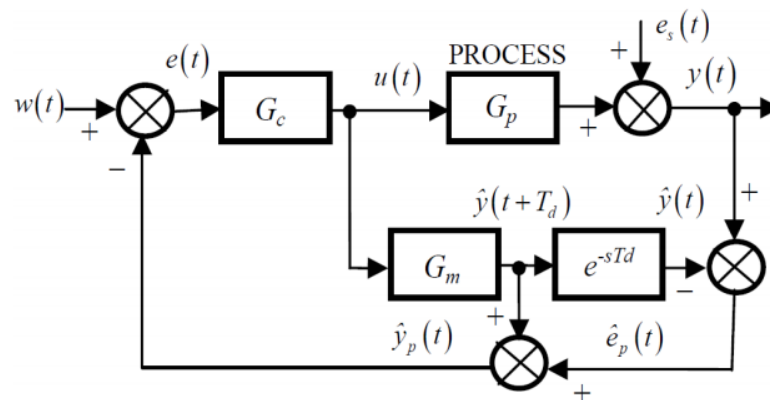 e_s(t)
PROCESS
+
e(t)
u(t)
y(t)
w(t)
+
G_c
G_p
+
−
ŷ(t+T_d)
ŷ(t)
+
G_m
e^{-sTd}
−
+
ŷ_p(t)
ê_p(t)
+